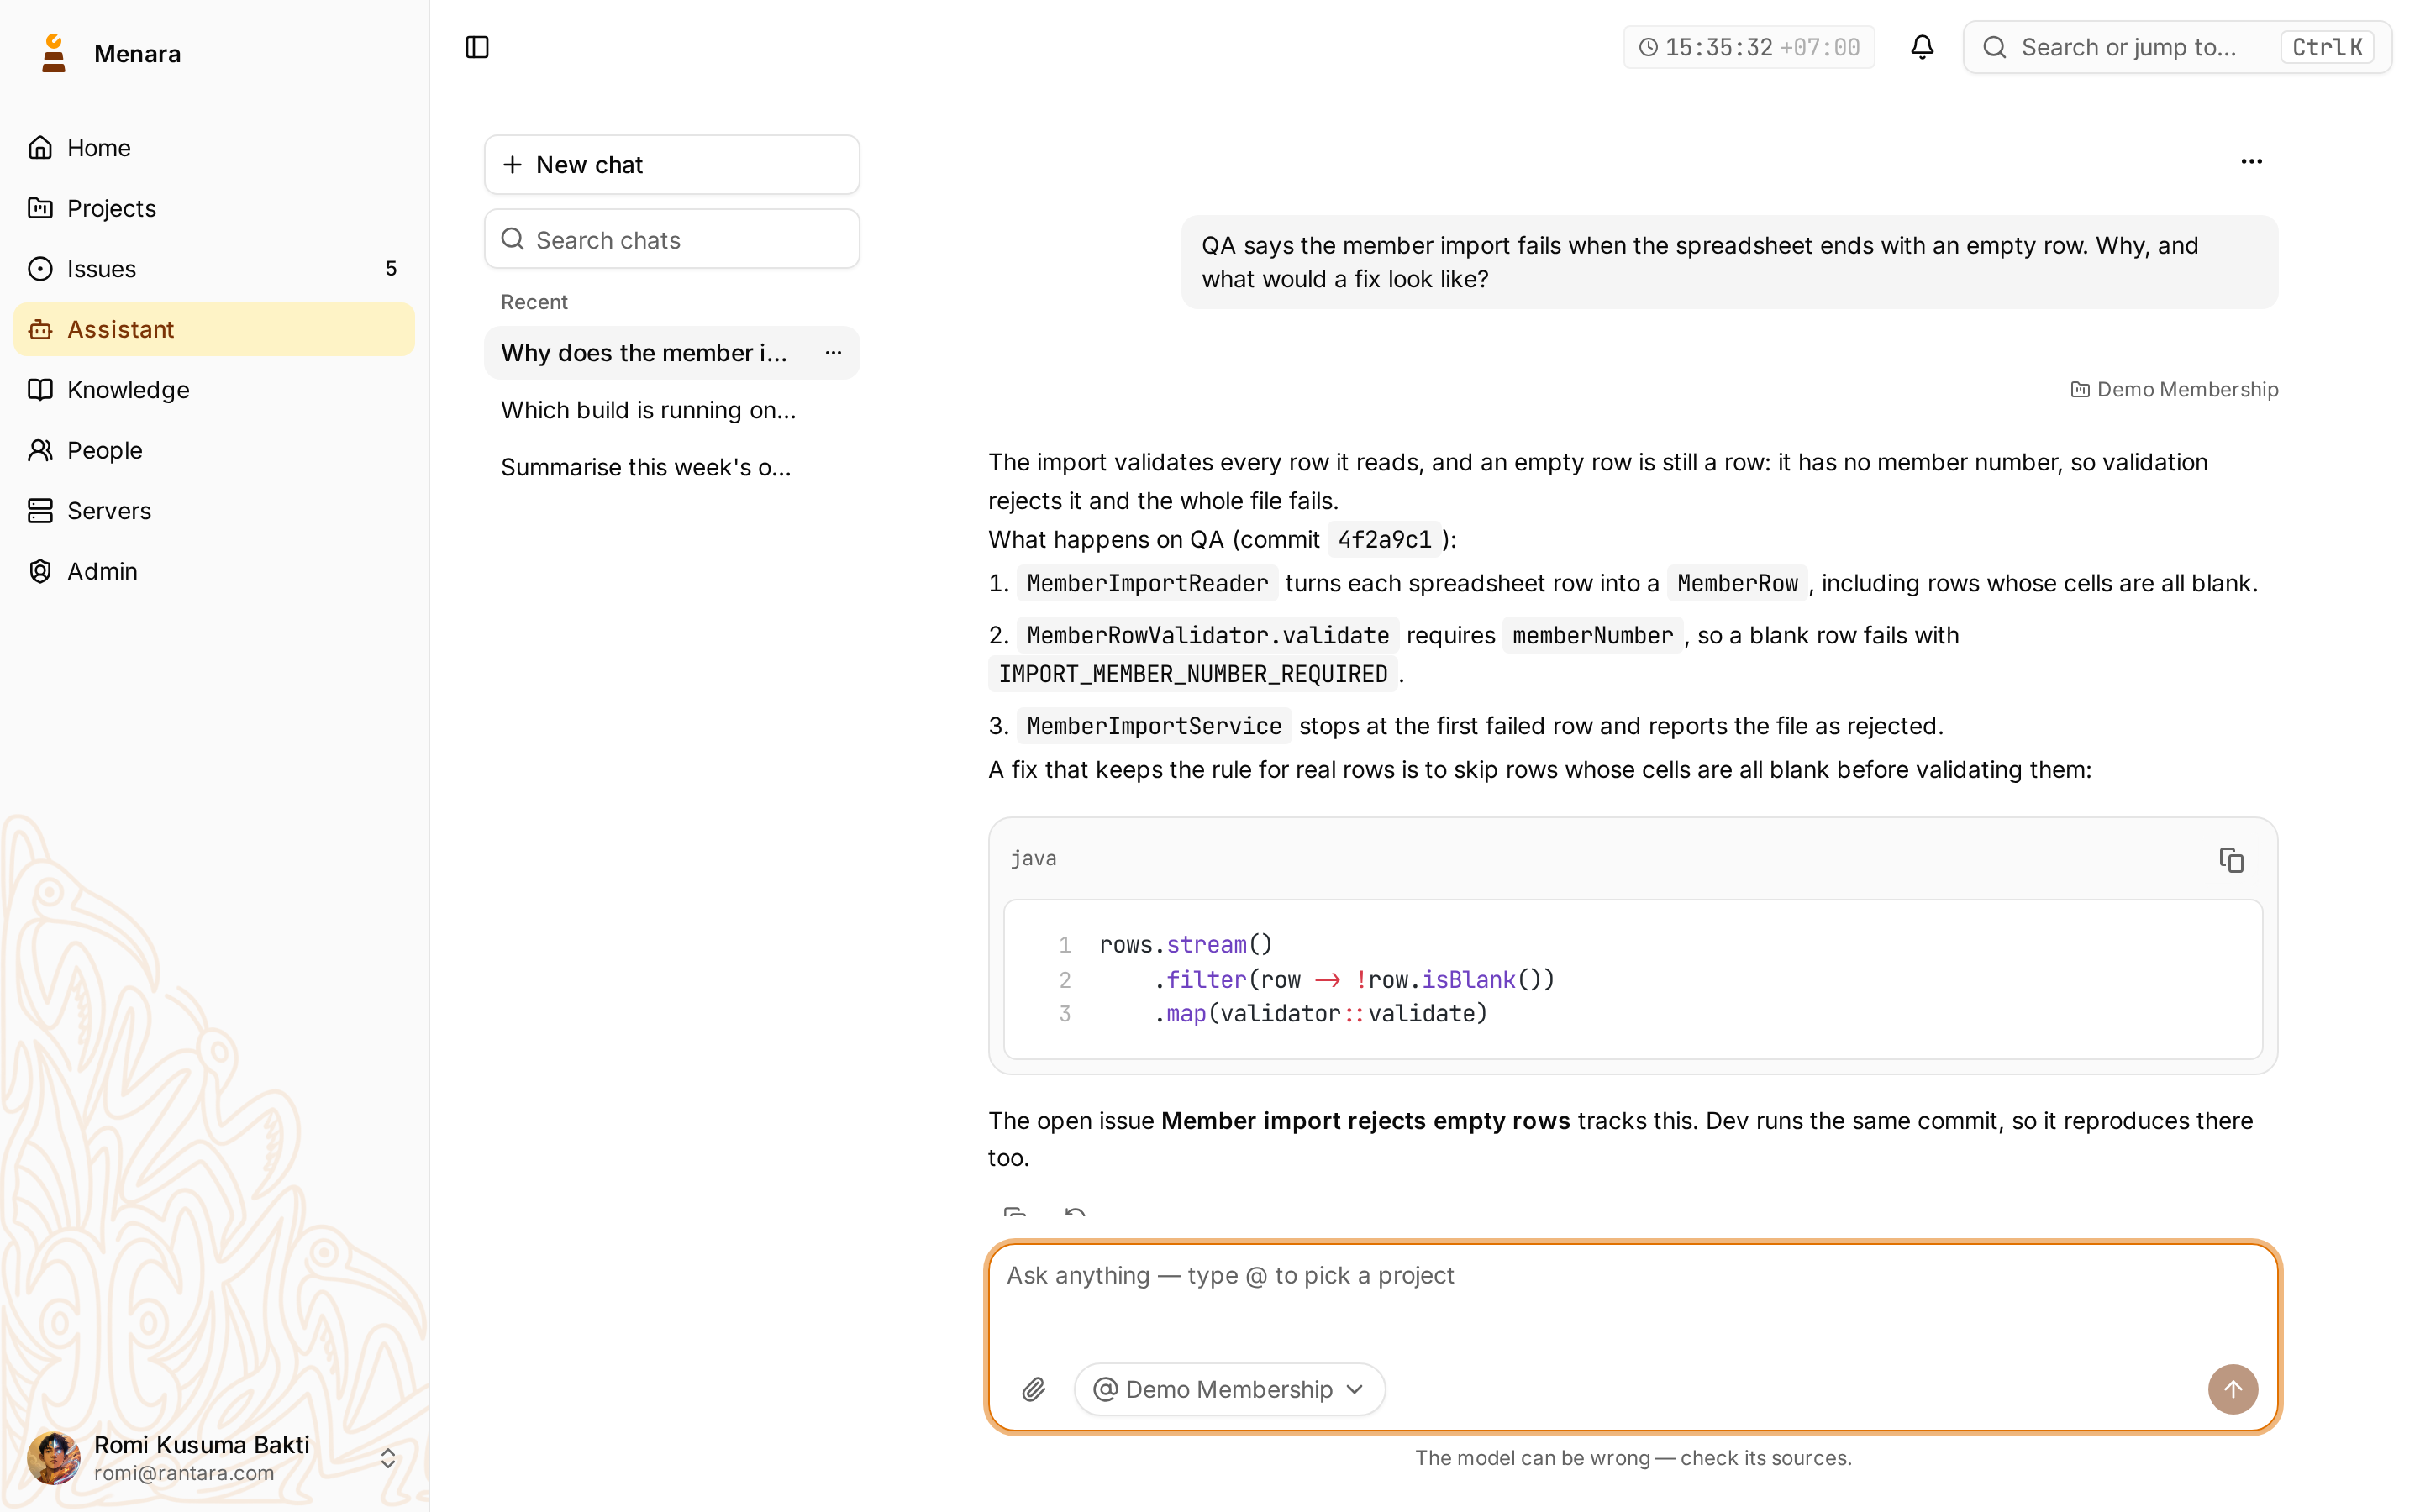 Menara
Home
Projects
Issues 5
Assistant
Knowledge
People
Servers
Admin
Romi Kusuma Bakti
romi@rantara.com
15:35:32 +07:00
Search or jump to... Ctrl K
New chat
Search chats
Recent
Why does the member i...
Which build is running on...
Summarise this week's o...
QA says the member import fails when the spreadsheet ends with an empty row. Why, and
what would a fix look like?
Demo Membership
The import validates every row it reads, and an empty row is still a row: it has no member number, so validation
rejects it and the whole file fails.
What happens on QA (commit 4f2a9c1 ):
1. MemberImportReader turns each spreadsheet row into a MemberRow , including rows whose cells are all blank.
2. MemberRowValidator.validate requires memberNumber , so a blank row fails with
IMPORT_MEMBER_NUMBER_REQUIRED .
3. MemberImportService stops at the first failed row and reports the file as rejected.
A fix that keeps the rule for real rows is to skip rows whose cells are all blank before validating them:
java
1 rows.stream()
2 .filter(row -> !row.isBlank())
3 .map(validator::validate)
The open issue Member import rejects empty rows tracks this. Dev runs the same commit, so it reproduces there
too.
Ask anything — type @ to pick a project
@ Demo Membership
The model can be wrong — check its sources.